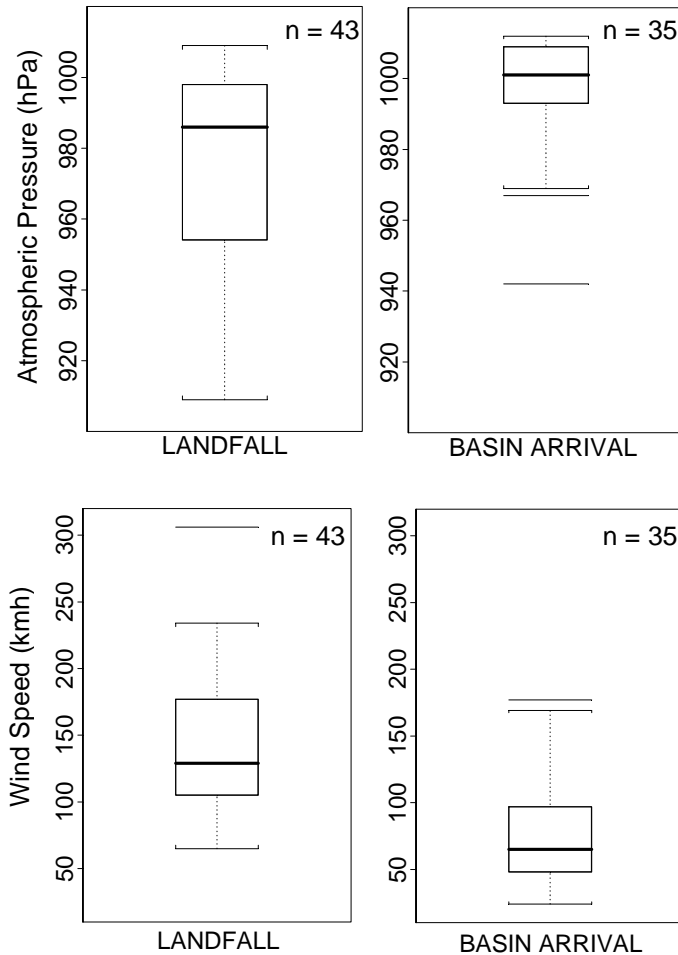 n = 43
Atmospheric Pressure (hPa)
1000
980
960
940
920
LANDFALL
n = 35
1000
980
960
940
920
BASIN ARRIVAL
n = 43
Wind Speed (kmh)
300
250
200
150
100
50
LANDFALL
n = 35
300
250
200
150
100
50
BASIN ARRIVAL